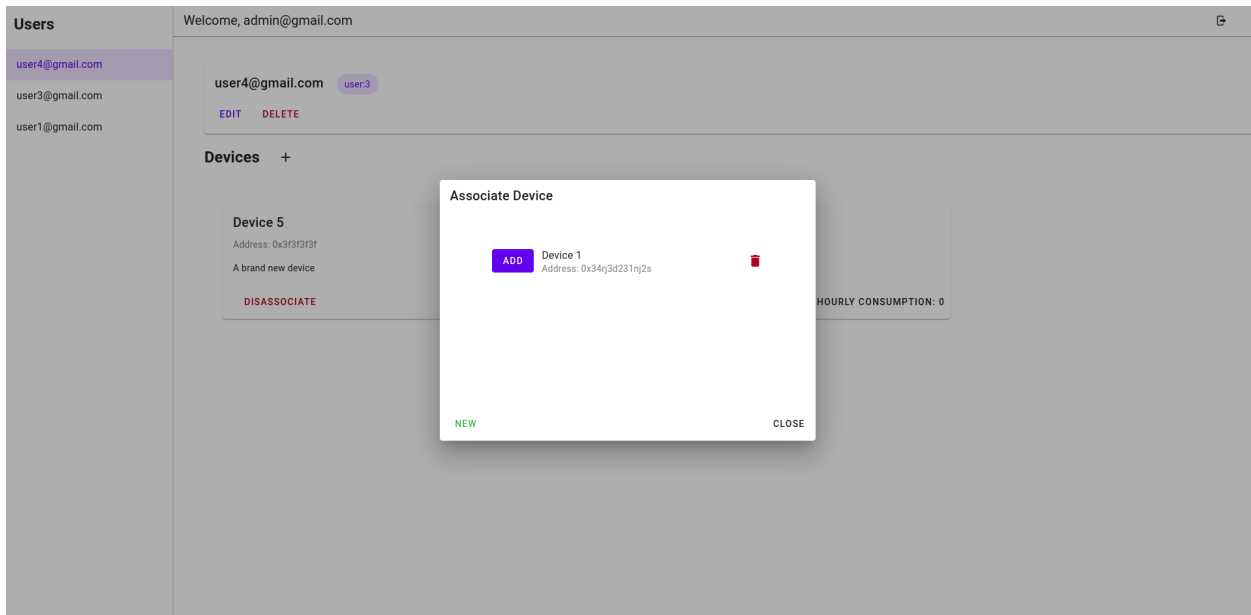 Users
user4@gmail.com
user3@gmail.com
user1@gmail.com
Welcome, admin@gmail.com
user4@gmail.com user:3
EDIT DELETE
Devices +
Device 5
Address: 0x3f3f3f3f
A brand new device
DISASSOCIATE
HOURLY CONSUMPTION: 0
Associate Device
ADD
Device 1
Address: 0x34rj3d231nj2s
NEW CLOSE